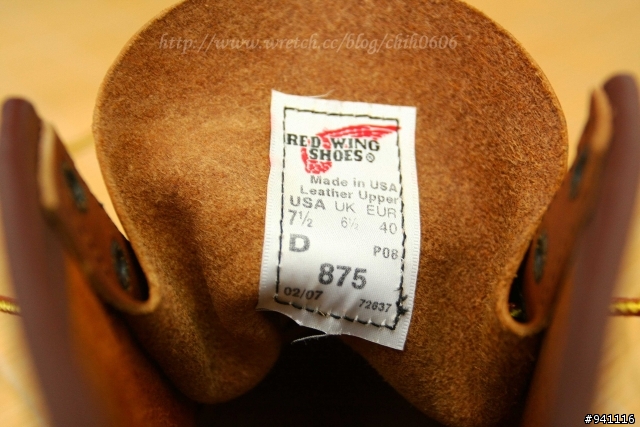 http://www.wretch.cc/blog/chih0606
RED WING
SHOES®
Made in USA
Leather Upper
USA UK EUR
7½ 6½ 40
D P08
875
02/07 72637
#941116